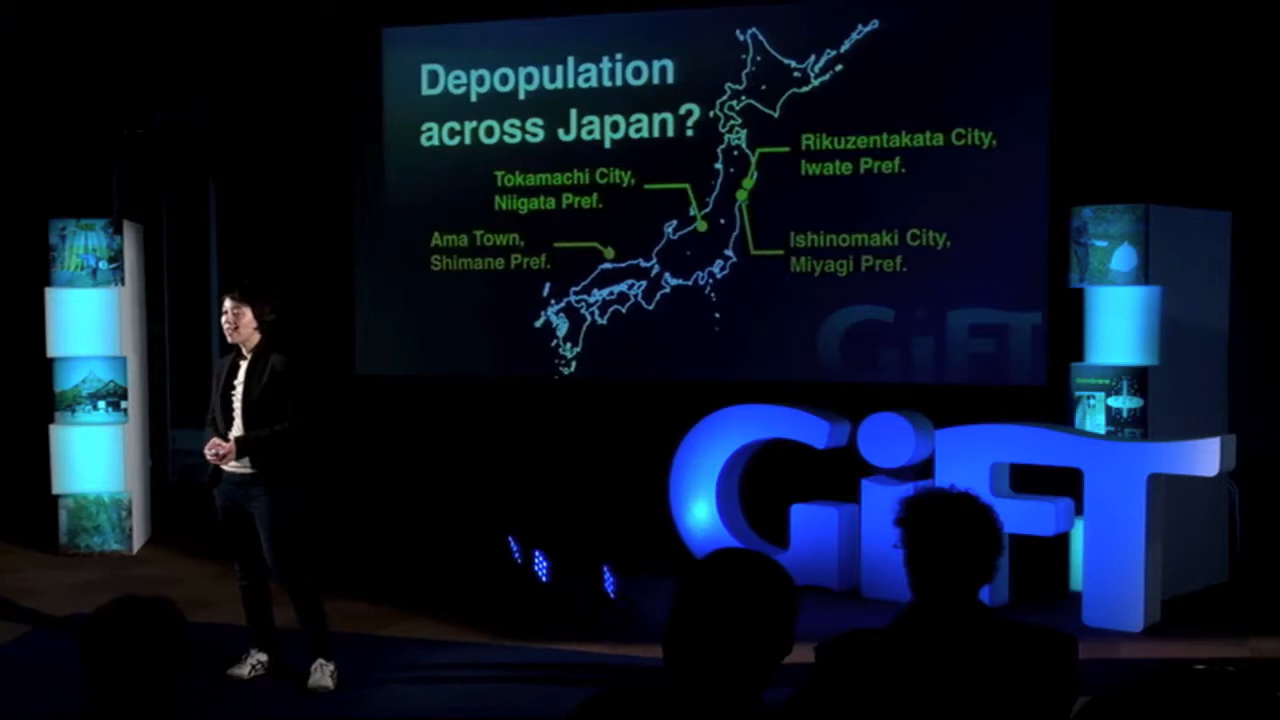 Depopulation
across Japan?
Rikuzentakata City,
Iwate Pref.
Tokamachi City,
Niigata Pref.
Ama Town,
Shimane Pref.
Ishinomaki City,
Miyagi Pref.
GiFT
GiFT
Membrane